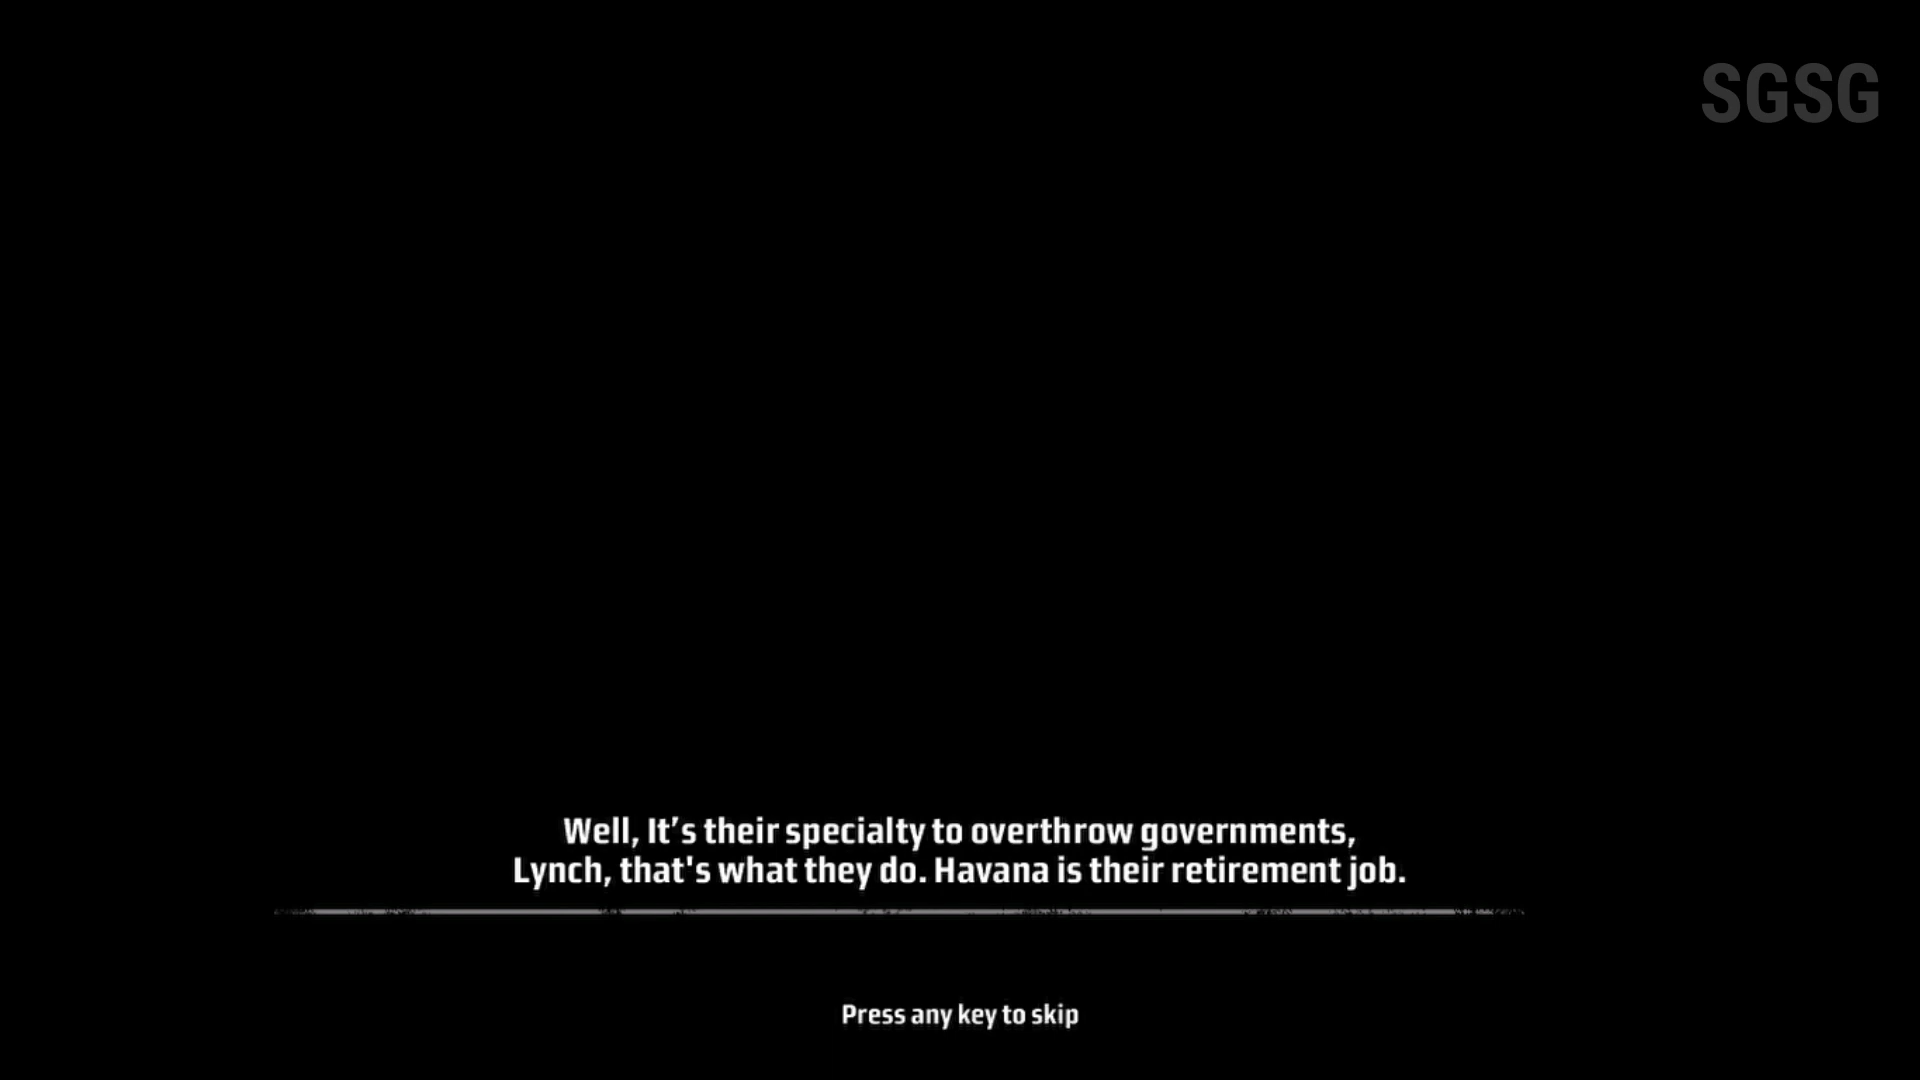 SGSG
Well, It’s their specialty to overthrow governments,
Lynch, that's what they do. Havana is their retirement job.
Press any key to skip